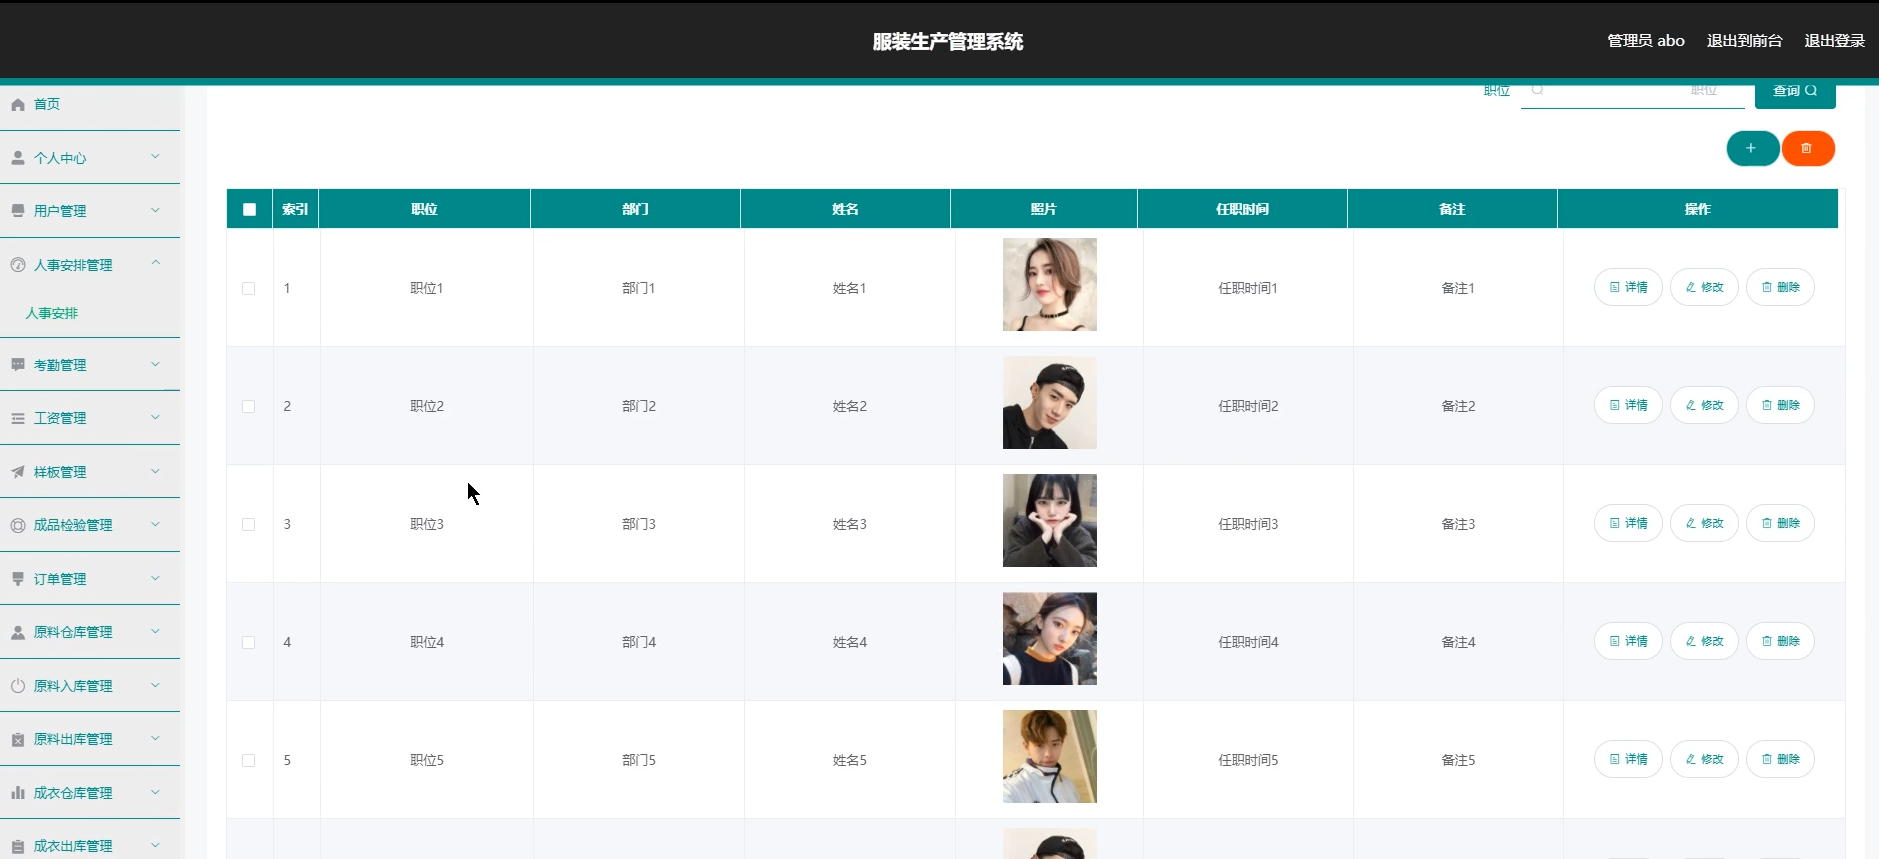 服装生产管理系统
管理员 abo 退出到前台 退出登录
首页
个人中心
用户管理
人事安排管理
人事安排
考勤管理
工资管理
样板管理
成品检验管理
订单管理
原料仓库管理
原料入库管理
原料出库管理
成衣仓库管理
成衣出库管理
职位 职位 查询
索引 职位 部门 姓名 照片 任职时间 备注 操作
1 职位1 部门1 姓名1 任职时间1 备注1 详情 修改 删除
2 职位2 部门2 姓名2 任职时间2 备注2 详情 修改 删除
3 职位3 部门3 姓名3 任职时间3 备注3 详情 修改 删除
4 职位4 部门4 姓名4 任职时间4 备注4 详情 修改 删除
5 职位5 部门5 姓名5 任职时间5 备注5 详情 修改 删除